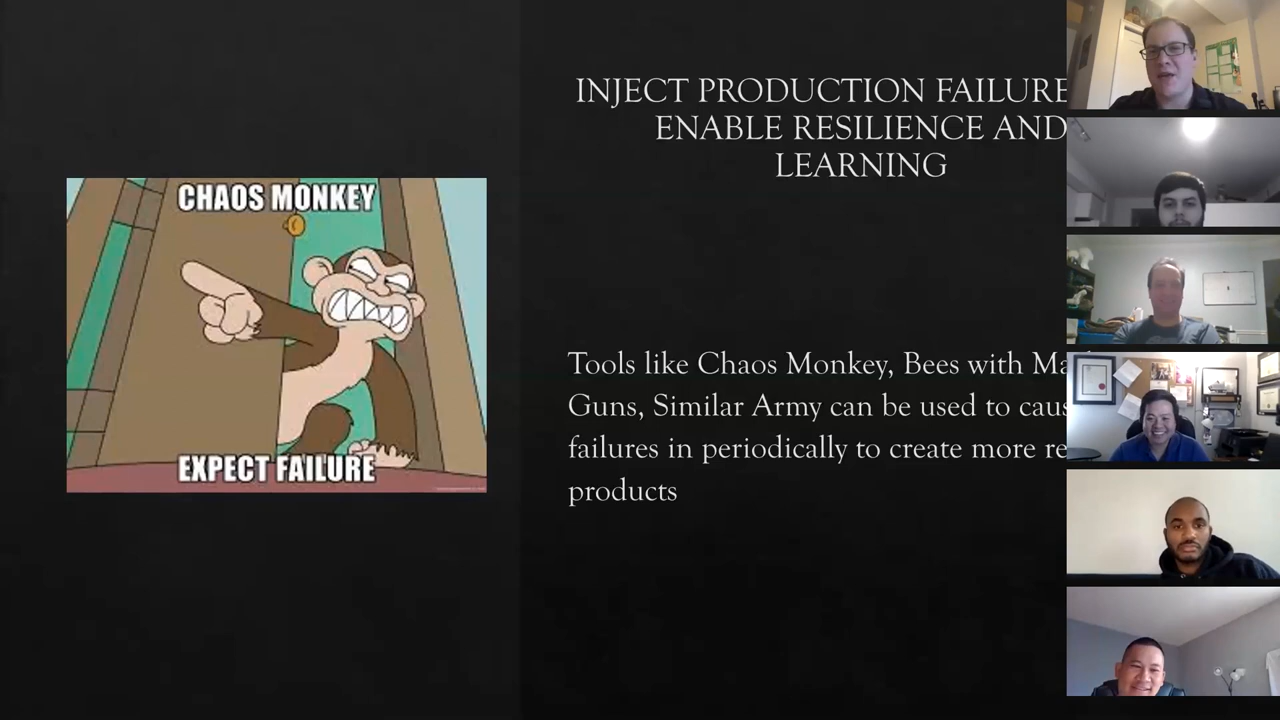 INJECT PRODUCTION FAILURE
ENABLE RESILIENCE AND
LEARNING
CHAOS MONKEY
EXPECT FAILURE
Tools like Chaos Monkey, Bees with
Guns, Similar Army can be used to
failures in periodically to create more
products